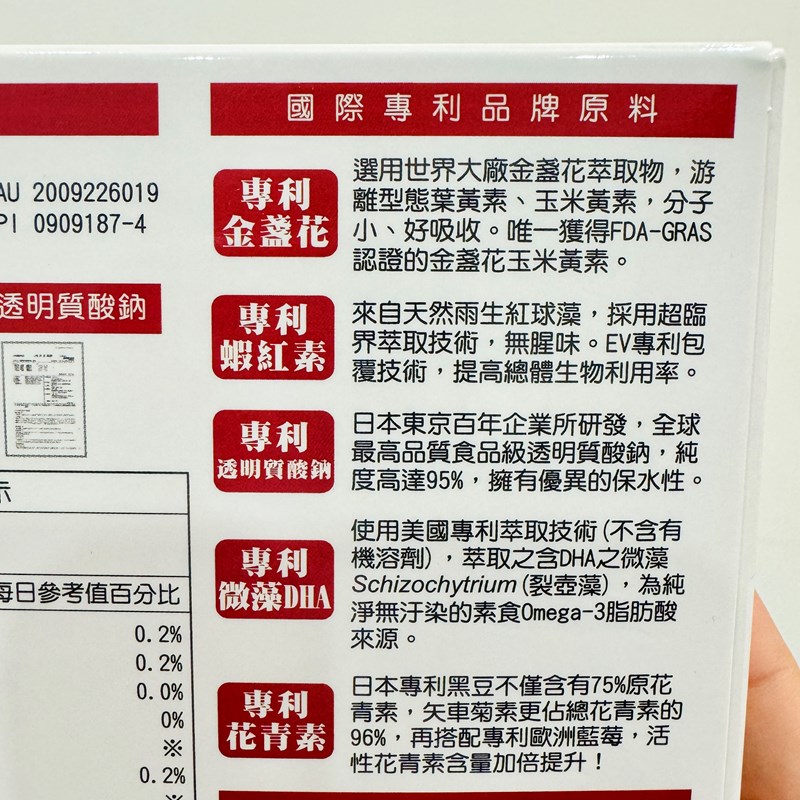 AU 2009226019
PI 0909187-4
透明質酸鈉
示
每日參考值百分比
0.2%
0.2%
0.0%
0%
※
0.2%
※
國際專利品牌原料
專利
金盞花
選用世界大廠金盞花萃取物，游
離型態葉黃素、玉米黃素，分子
小、好吸收。唯一獲得FDA-GRAS
認證的金盞花玉米黃素。
專利
蝦紅素
來自天然雨生紅球藻，採用超臨
界萃取技術，無腥味。EV專利包
覆技術，提高總體生物利用率。
專利
透明質酸鈉
日本東京百年企業所研發，全球
最高品質食品級透明質酸鈉，純
度高達95%，擁有優異的保水性。
專利
微藻DHA
使用美國專利萃取技術(不含有
機溶劑)，萃取之含DHA之微藻
Schizochytrium(裂壺藻)，為純
淨無汙染的素食Omega-3脂肪酸
來源。
專利
花青素
日本專利黑豆不僅含有75%原花
青素，矢車菊素更佔總花青素的
96%，再搭配專利歐洲藍莓，活
性花青素含量加倍提升！